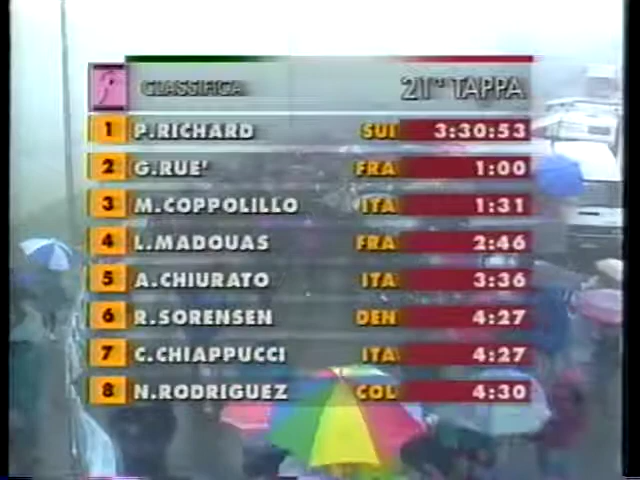 CLASSIFICA 21ª TAPPA
1 P.RICHARD SUI 3:30:53
2 G.RUE' FRA 1:00
3 M.COPPOLILLO ITA 1:31
4 L.MADOUAS FRA 2:46
5 A.CHIURATO ITA 3:36
6 R.SORENSEN DEN 4:27
7 C.CHIAPPUCCI ITA 4:27
8 N.RODRIGUEZ COL 4:30